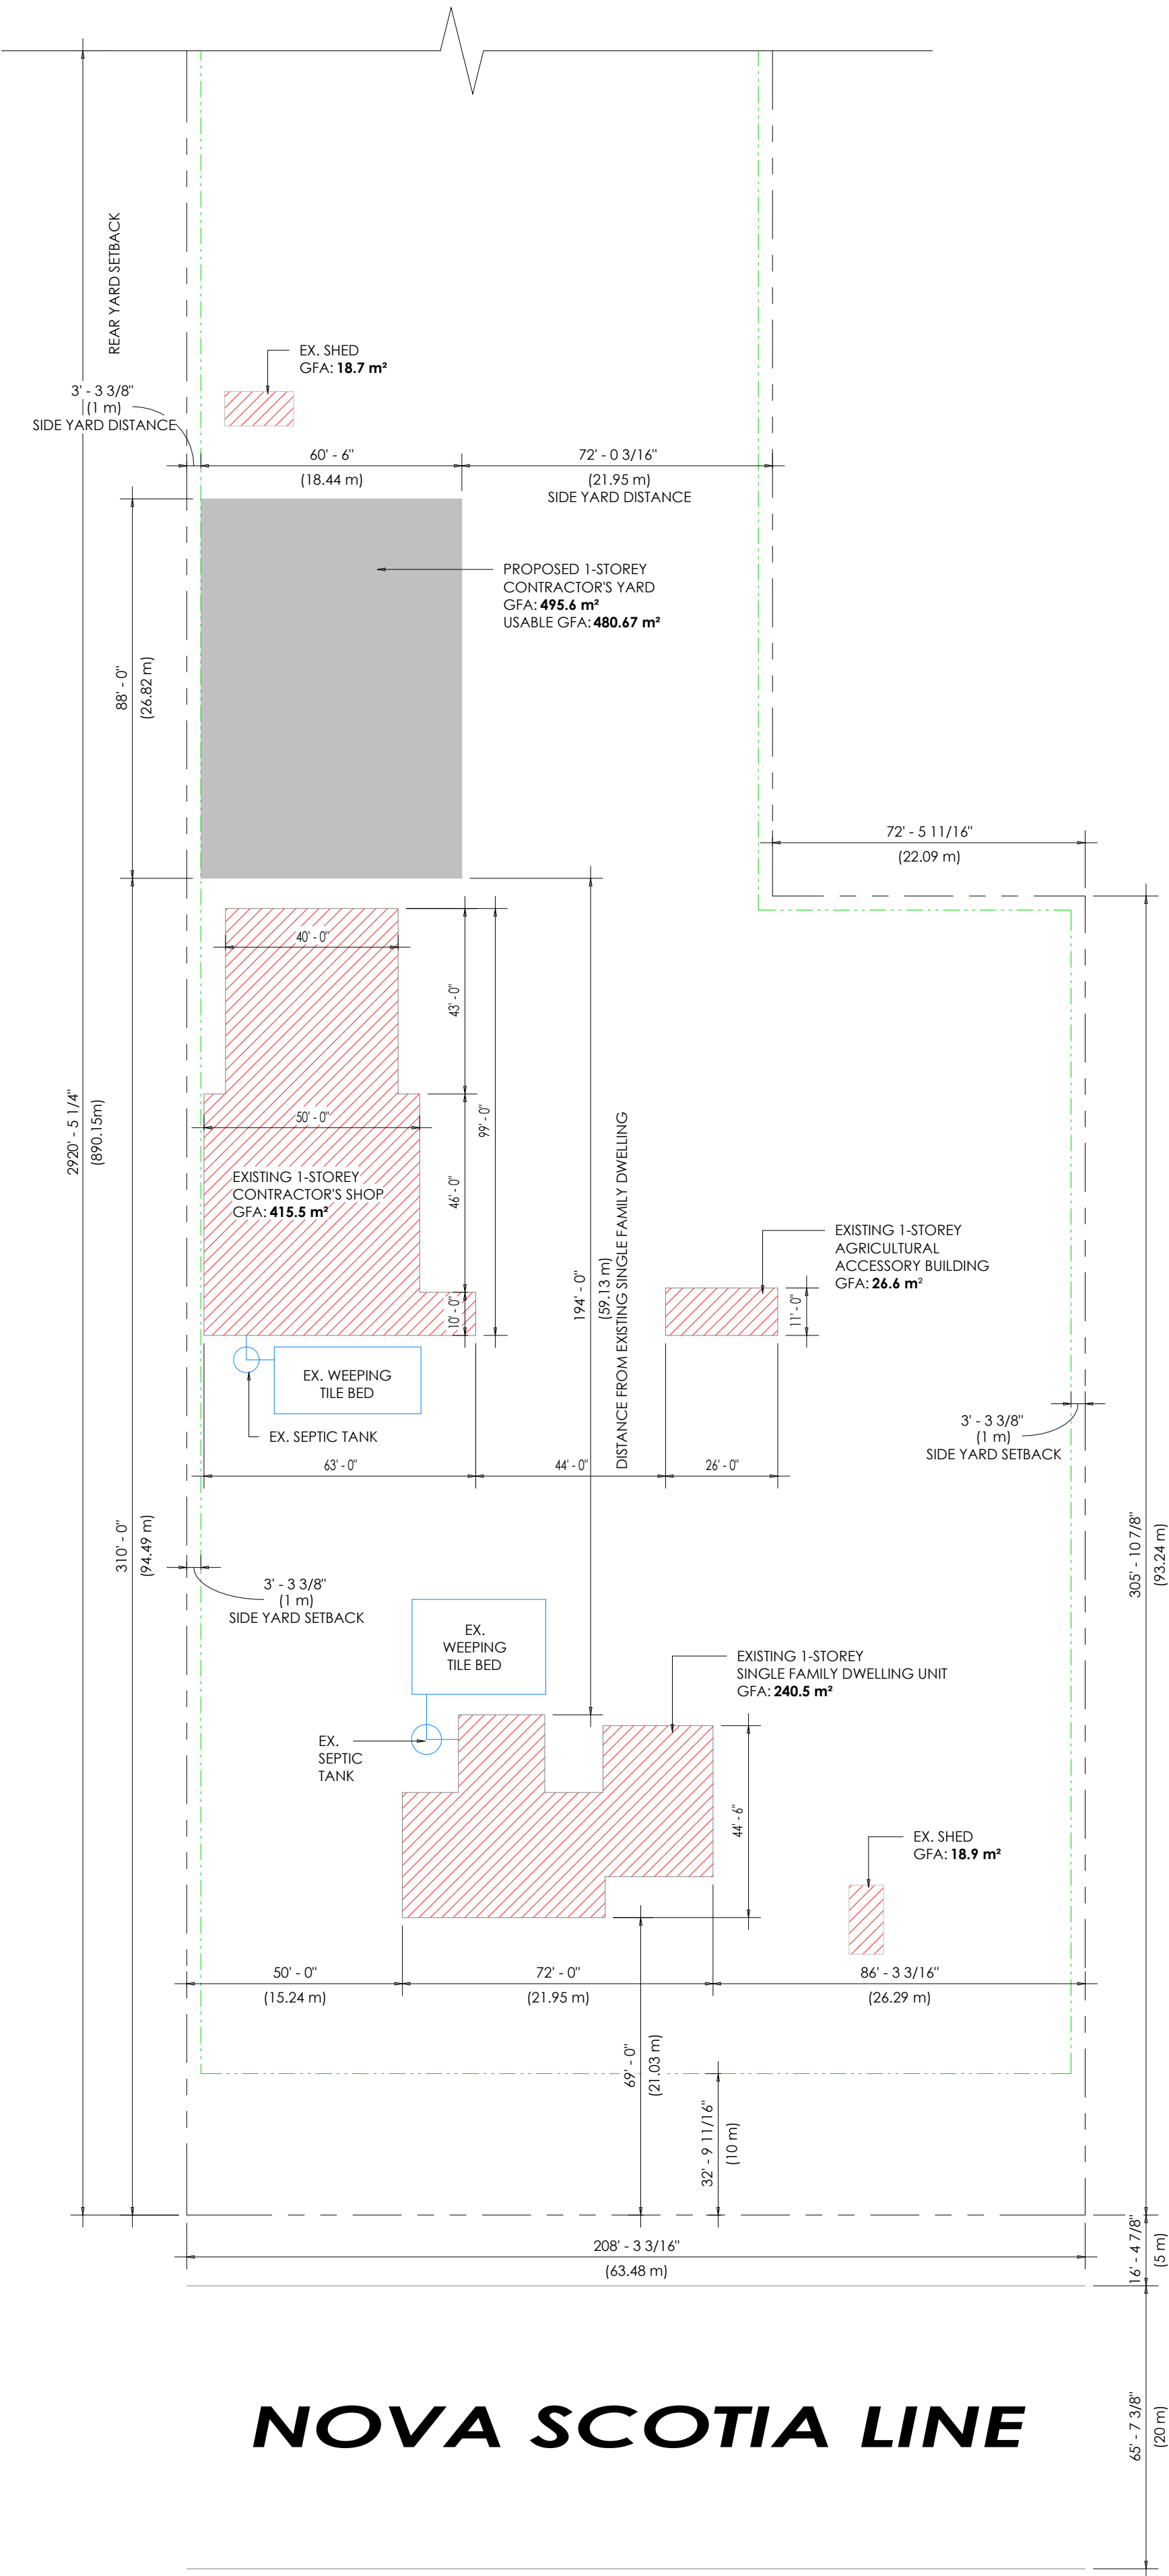 REAR YARD SETBACK
EX. SHED
GFA: 18.7 m²
3' - 3 3/8"
(1 m)
SIDE YARD DISTANCE
60' - 6"
(18.44 m)
72' - 0 3/16"
(21.95 m)
SIDE YARD DISTANCE
PROPOSED 1-STOREY
CONTRACTOR'S YARD
GFA: 495.6 m²
USABLE GFA: 480.67 m²
88' - 0"
(26.82 m)
72' - 5 11/16"
(22.09 m)
40' - 0"
43' - 0"
99' - 0"
2920' - 5 1/4"
(890.15m)
50' - 0"
46' - 0"
EXISTING 1-STOREY
CONTRACTOR'S SHOP
GFA: 415.5 m²
10' - 0"
194' - 0"
(59.13 m)
DISTANCE FROM EXISTING SINGLE FAMILY DWELLING
EXISTING 1-STOREY
AGRICULTURAL
ACCESSORY BUILDING
GFA: 26.6 m²
11' - 0"
EX. WEEPING
TILE BED
EX. SEPTIC TANK
3' - 3 3/8"
(1 m)
SIDE YARD SETBACK
63' - 0"
44' - 0"
26' - 0"
310' - 0"
(94.49 m)
305' - 10 7/8"
(93.24 m)
3' - 3 3/8"
(1 m)
SIDE YARD SETBACK
EX.
WEEPING
TILE BED
EXISTING 1-STOREY
SINGLE FAMILY DWELLING UNIT
GFA: 240.5 m²
EX.
SEPTIC
TANK
44' - 6"
EX. SHED
GFA: 18.9 m²
50' - 0"
(15.24 m)
72' - 0"
(21.95 m)
86' - 3 3/16"
(26.29 m)
69' - 0"
(21.03 m)
32' - 9 11/16"
(10 m)
208' - 3 3/16"
(63.48 m)
16' - 4 7/8"
(5 m)
NOVA SCOTIA LINE
65' - 7 3/8"
(20 m)